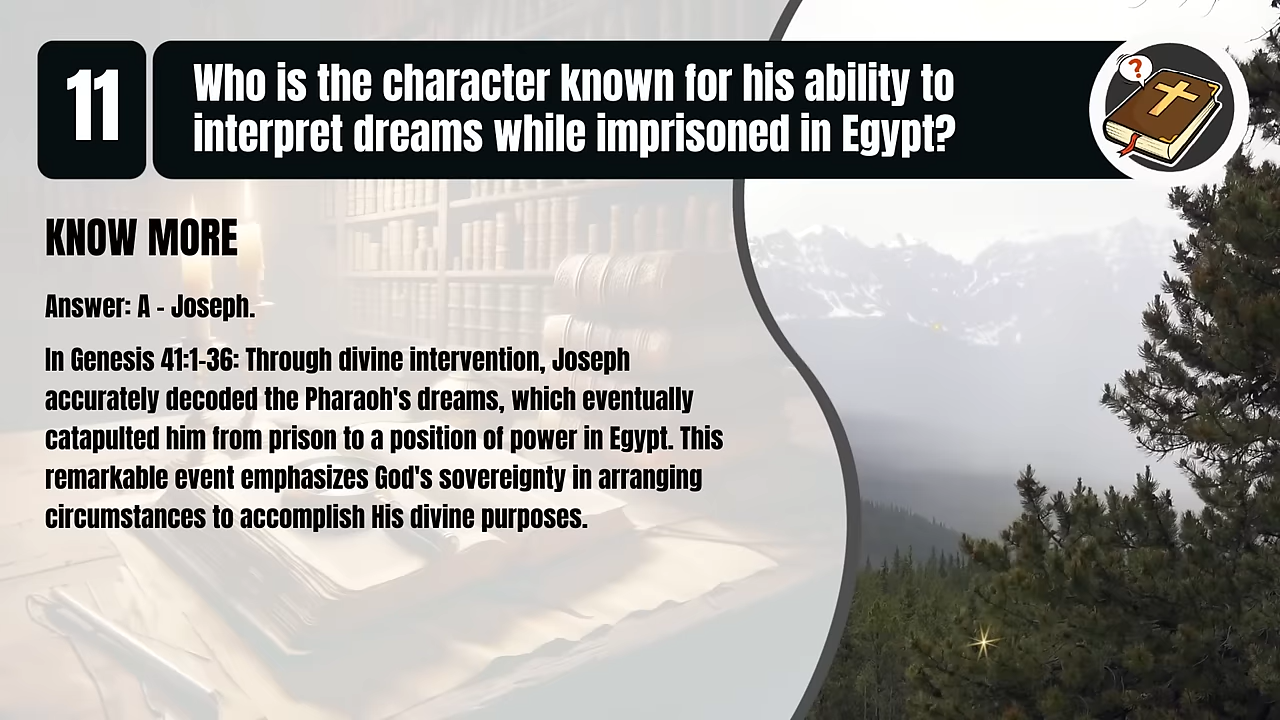 11
Who is the character known for his ability to
interpret dreams while imprisoned in Egypt?
?
KNOW MORE
Answer: A - Joseph.
In Genesis 41:1-36: Through divine intervention, Joseph
accurately decoded the Pharaoh's dreams, which eventually
catapulted him from prison to a position of power in Egypt. This
remarkable event emphasizes God's sovereignty in arranging
circumstances to accomplish His divine purposes.